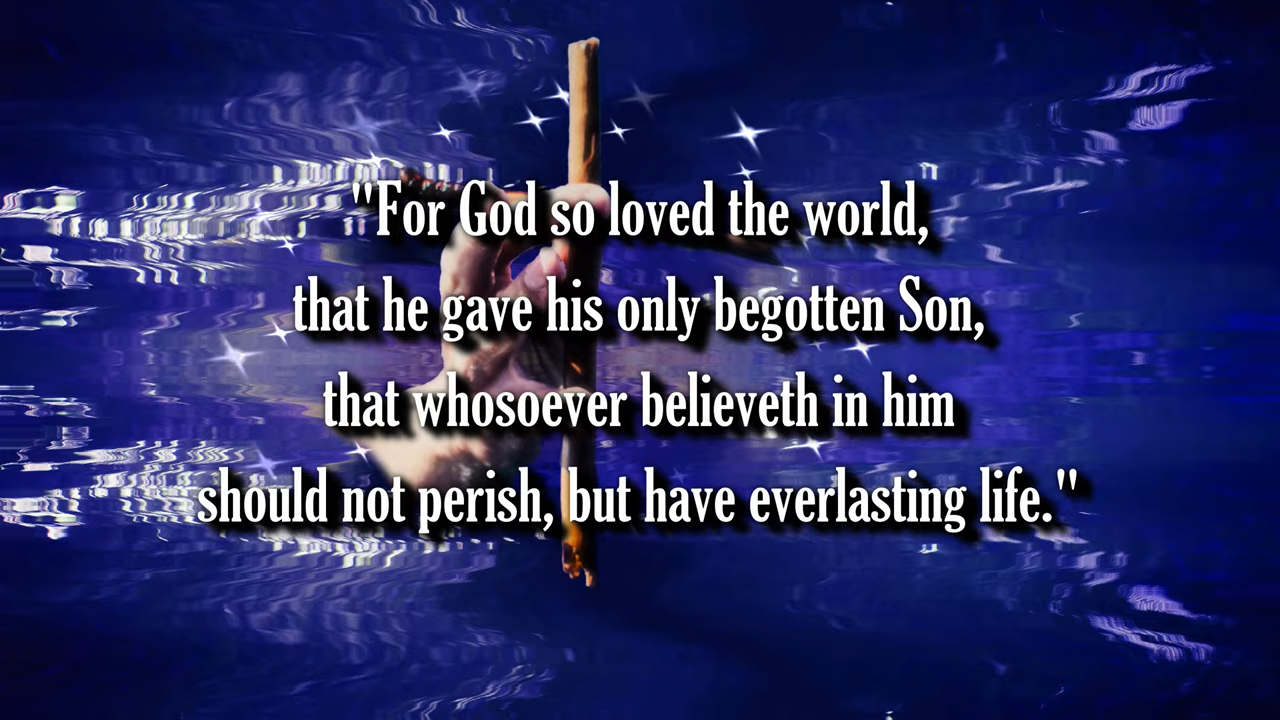 "For God so loved the world,
that he gave his only begotten Son,
that whosoever believeth in him
should not perish, but have everlasting life."